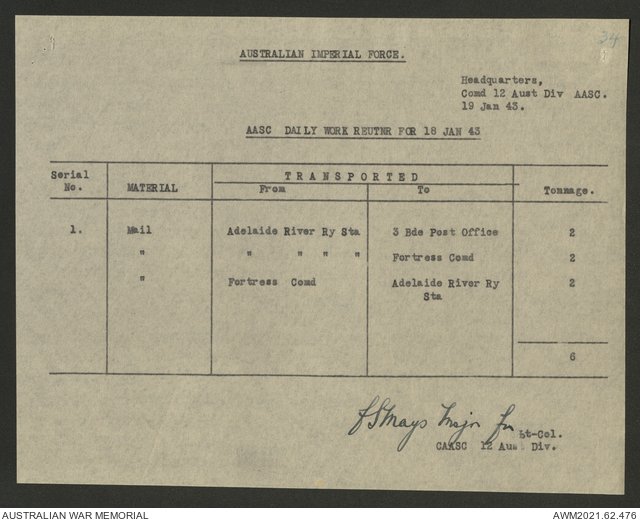 34
AUSTRALIAN IMPERIAL FORCE.
Headquarters,
Comd 12 Aust Div AASC.
19 Jan 43.
AASC DAILY WORK REUTNR FOR 18 JAN 43
Serial No. MATERIAL TRANSPORTED From To Tonnage.
1. Mail Adelaide River Ry Sta 3 Bde Post Office 2
" " " " " Fortress Comd 2
" Fortress Comd Adelaide River Ry 2
Sta
6
Mays Major for Lt-Col.
CAASC 12 Aust Div.
AUSTRALIAN WAR MEMORIAL AWM2021.62.476